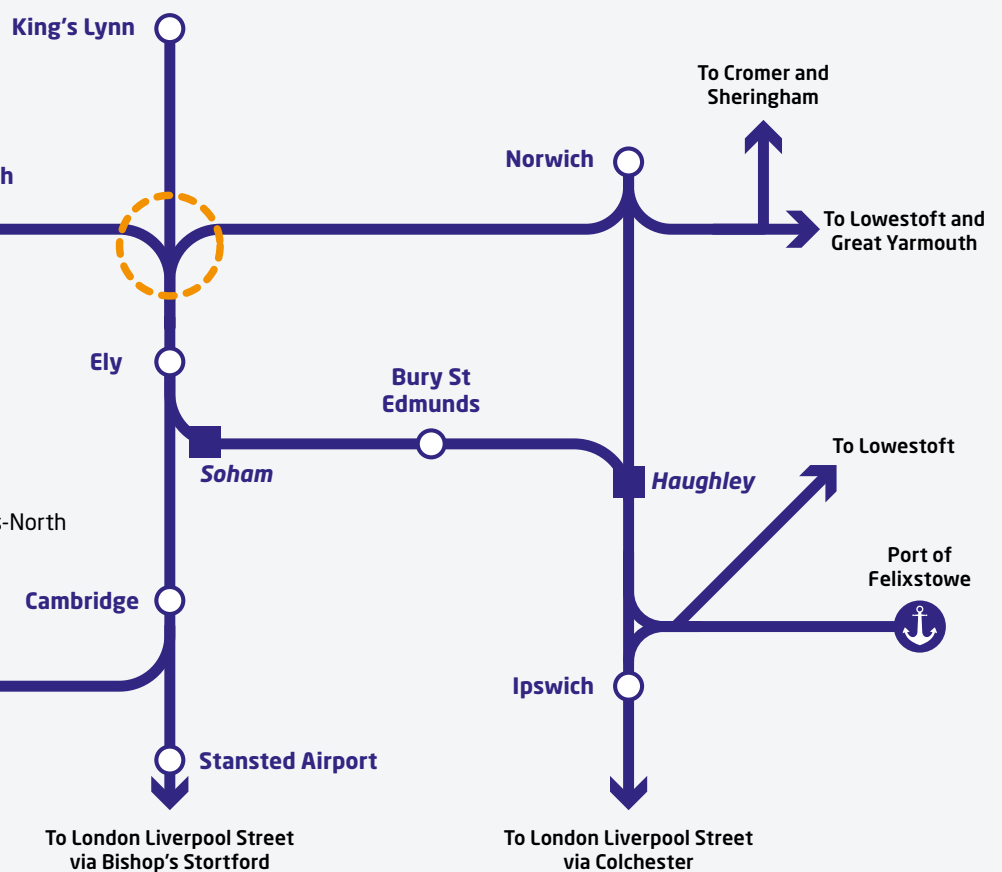 King's Lynn
To Cromer and
Sheringham
Norwich
h
To Lowestoft and
Great Yarmouth
Ely
Bury St
Edmunds
To Lowestoft
Soham
Haughley
s-North
Port of
Felixstowe
Cambridge
Ipswich
Stansted Airport
To London Liverpool Street
via Bishop's Stortford
To London Liverpool Street
via Colchester